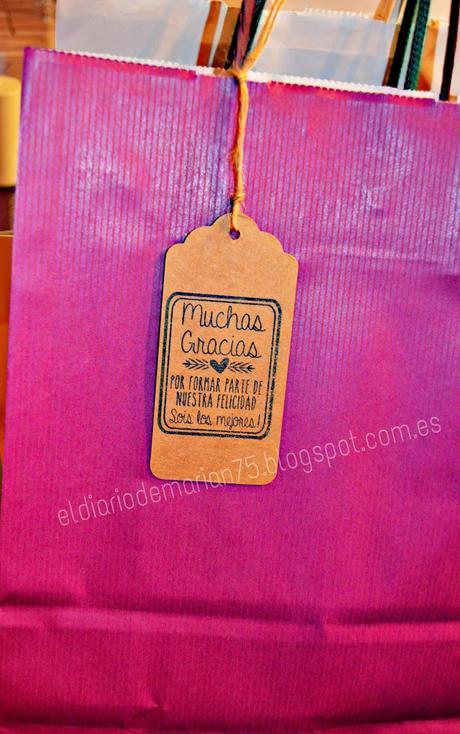 Muchas
Gracias
POR FORMAR PARTE DE
NUESTRA FELICIDAD
Sois los mejores!
eldiariodemarian75.blogspot.com.es